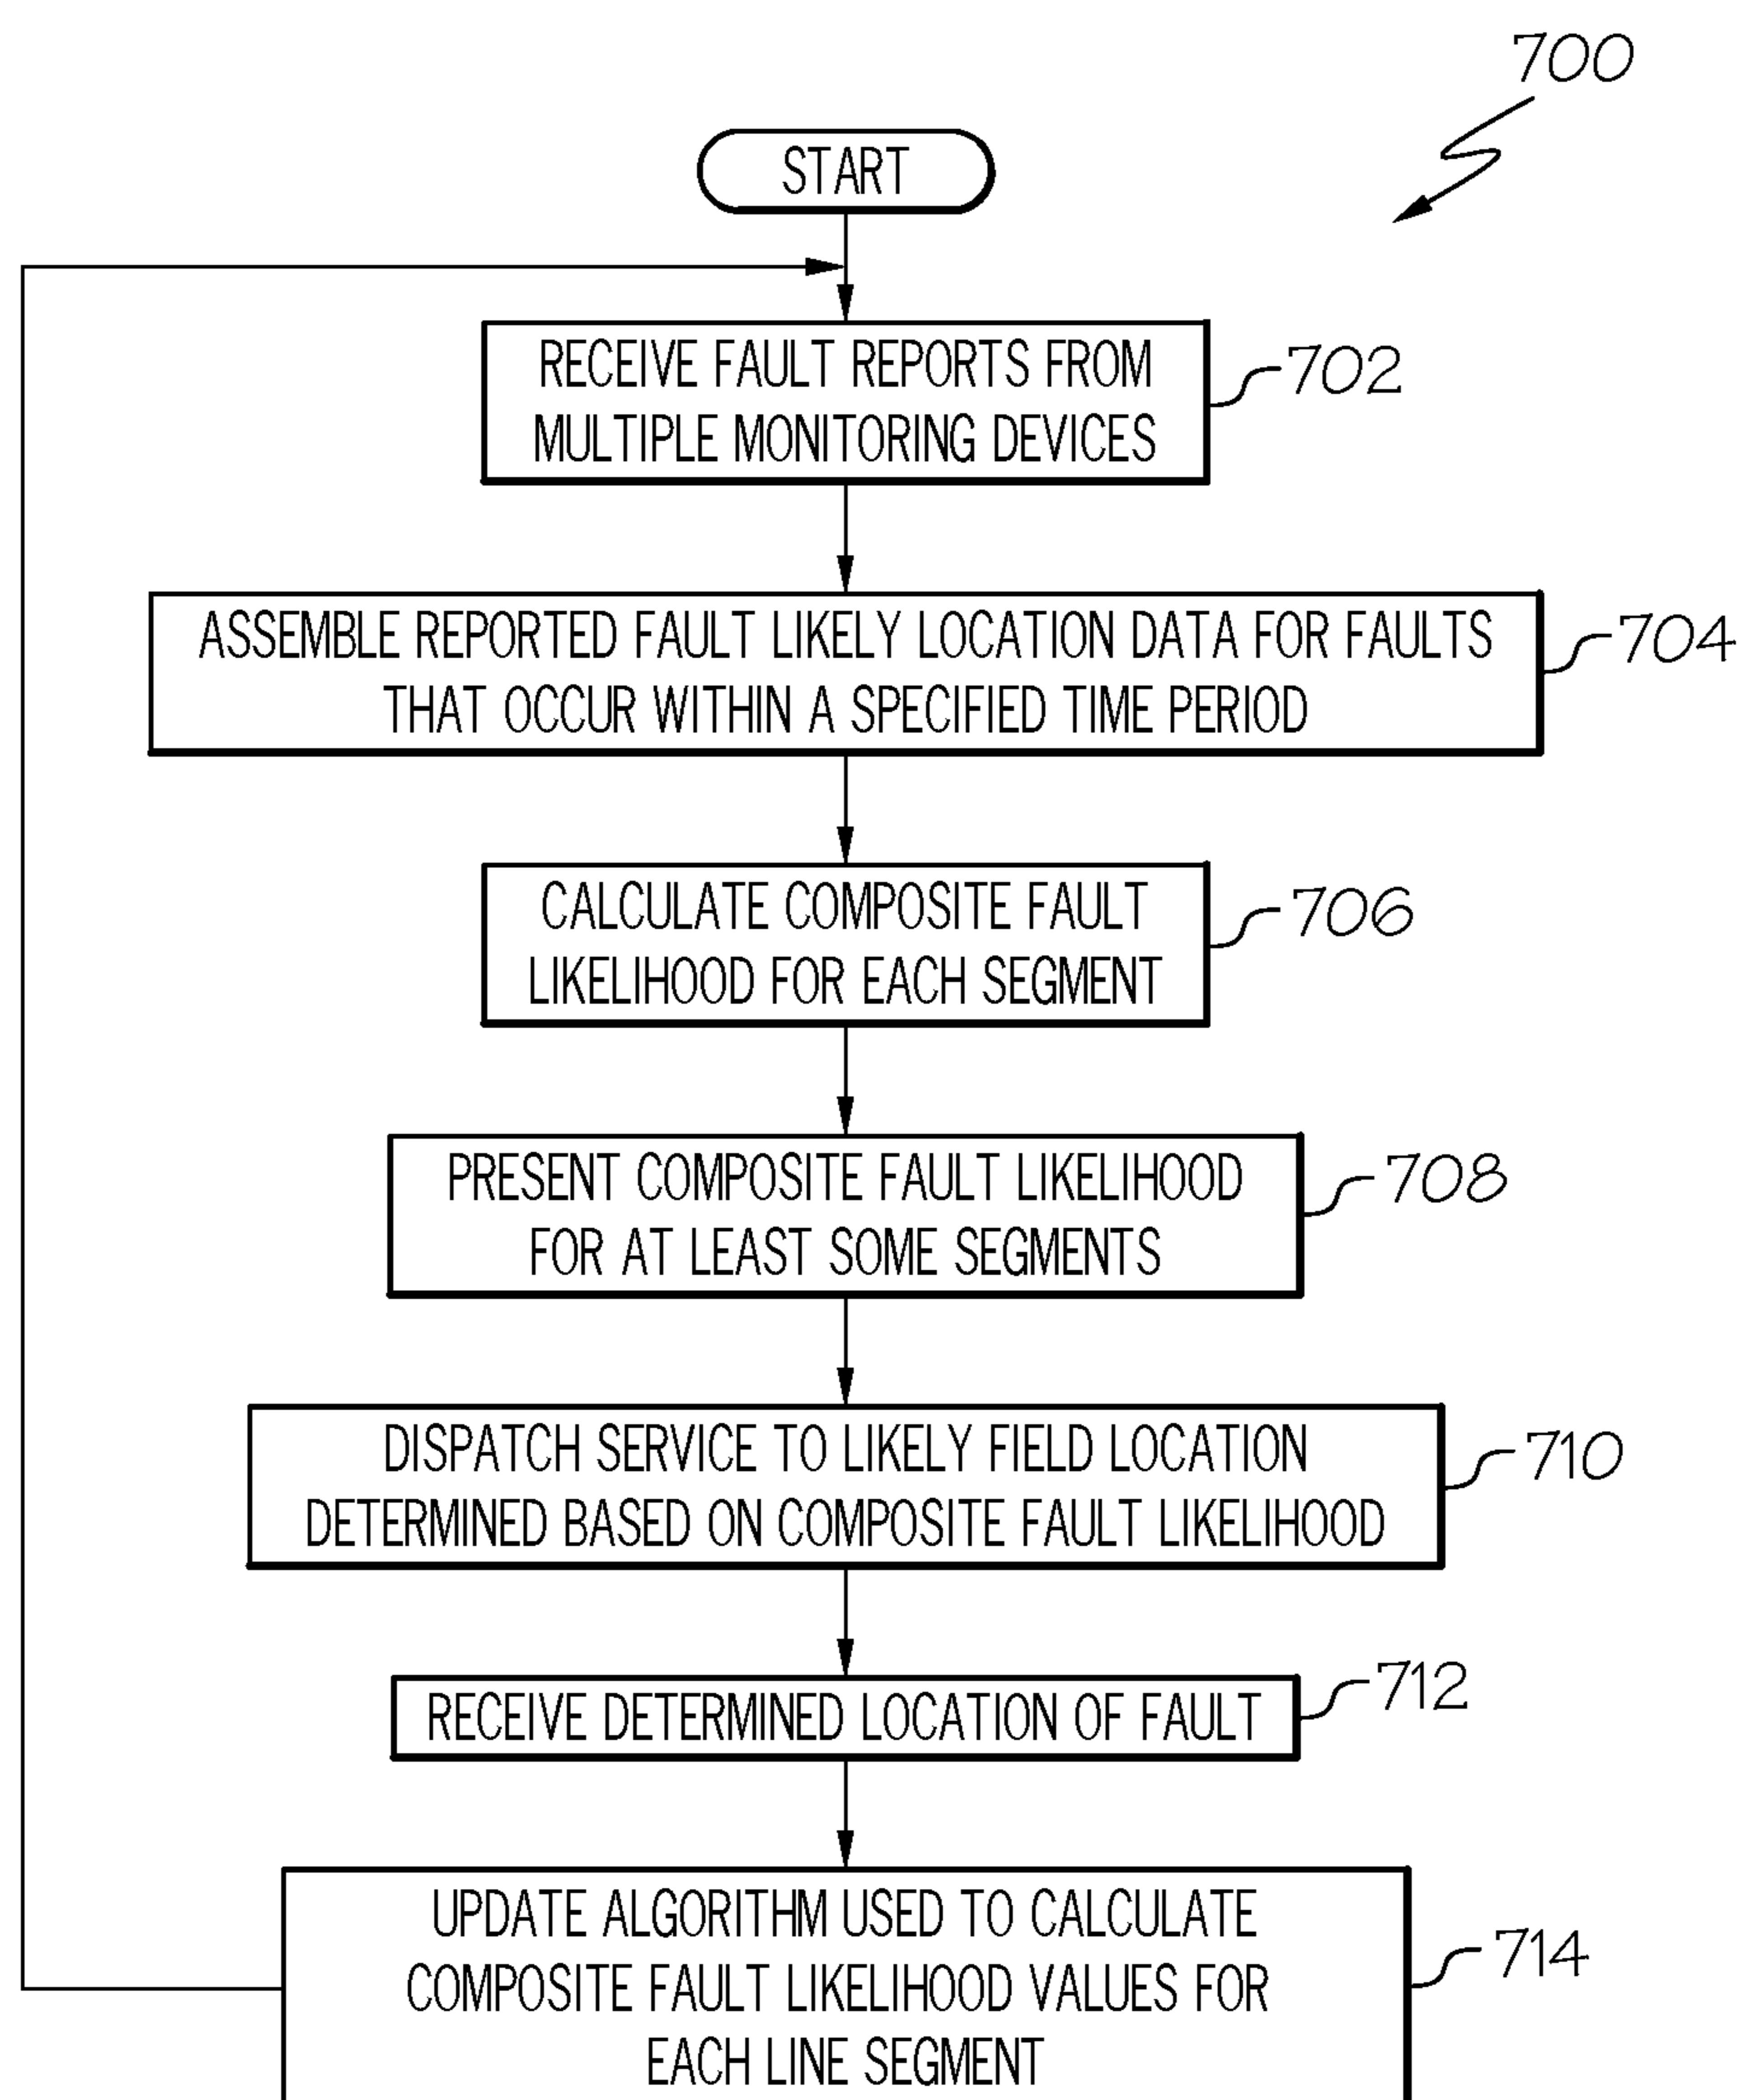 700
START
RECEIVE FAULT REPORTS FROM
MULTIPLE MONITORING DEVICES
702
ASSEMBLE REPORTED FAULT LIKELY LOCATION DATA FOR FAULTS
THAT OCCUR WITHIN A SPECIFIED TIME PERIOD
704
CALCULATE COMPOSITE FAULT
LIKELIHOOD FOR EACH SEGMENT
706
PRESENT COMPOSITE FAULT LIKELIHOOD
FOR AT LEAST SOME SEGMENTS
708
DISPATCH SERVICE TO LIKELY FIELD LOCATION
DETERMINED BASED ON COMPOSITE FAULT LIKELIHOOD
710
RECEIVE DETERMINED LOCATION OF FAULT
712
UPDATE ALGORITHM USED TO CALCULATE
COMPOSITE FAULT LIKELIHOOD VALUES FOR
EACH LINE SEGMENT
714